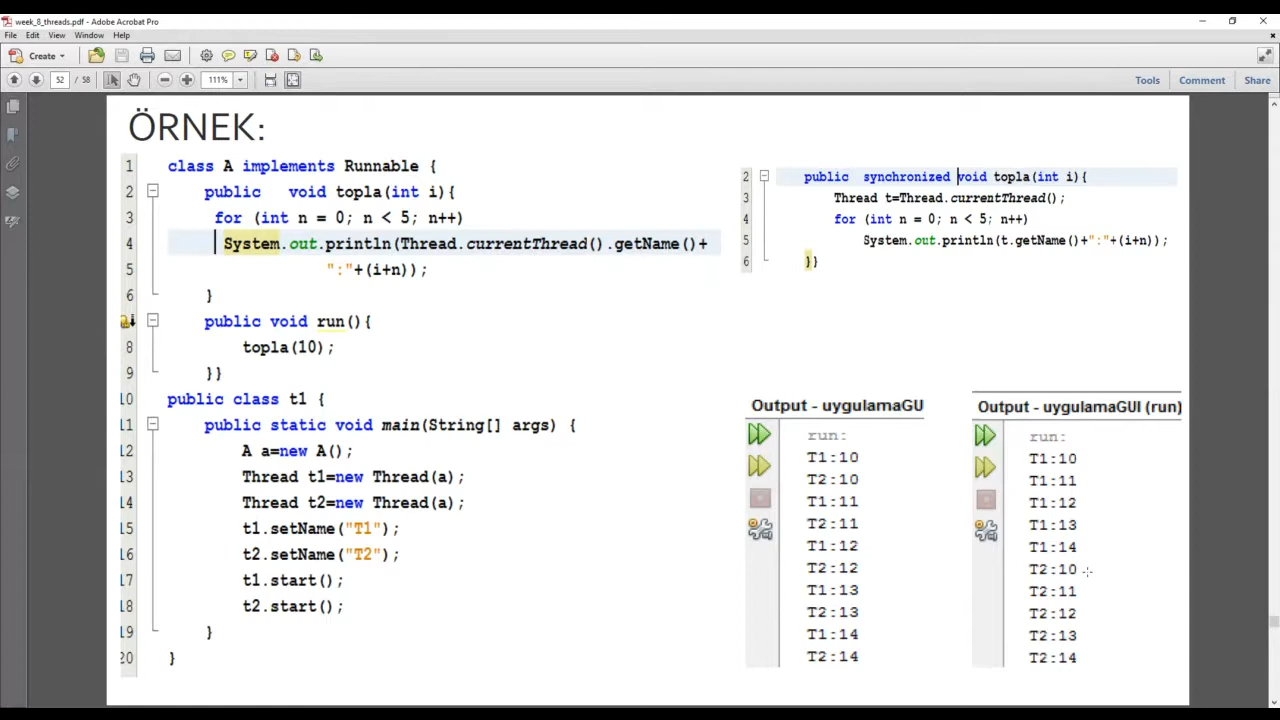 week_8_threads.pdf - Adobe Acrobat Pro
File Edit View Window Help
Create
52 / 58 111%
Tools Comment Share
ÖRNEK:
1 class A implements Runnable {
2 public void topla(int i){
3 for (int n = 0; n < 5; n++)
4 System.out.println(Thread.currentThread().getName()+
5 ":"+(i+n));
6 }
public void run(){
8 topla(10);
9 }}
10 public class t1 {
11 public static void main(String[] args) {
12 A a=new A();
13 Thread t1=new Thread(a);
14 Thread t2=new Thread(a);
15 t1.setName("T1");
16 t2.setName("T2");
17 t1.start();
18 t2.start();
19 }
20 }
2 public synchronized void topla(int i){
3 Thread t=Thread.currentThread();
4 for (int n = 0; n < 5; n++)
5 System.out.println(t.getName()+":"+(i+n));
6 }}
Output - uygulamaGU
run:
T1:10
T2:10
T1:11
T2:11
T1:12
T2:12
T1:13
T2:13
T1:14
T2:14
Output - uygulamaGUI (run)
run:
T1:10
T1:11
T1:12
T1:13
T1:14
T2:10
T2:11
T2:12
T2:13
T2:14